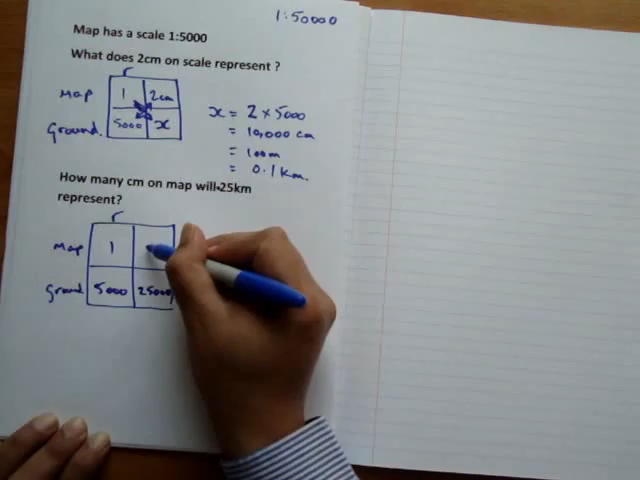 1:50000
Map has a scale 1:5000
What does 2cm on scale represent ?
r
Map 1 2cm
Ground 5000 x
x = 2 x 5000
= 10,000 cm
= 100m
= 0.1 km.
How many cm on map will .25km
represent?
r
Map 1
Ground 5000 25000